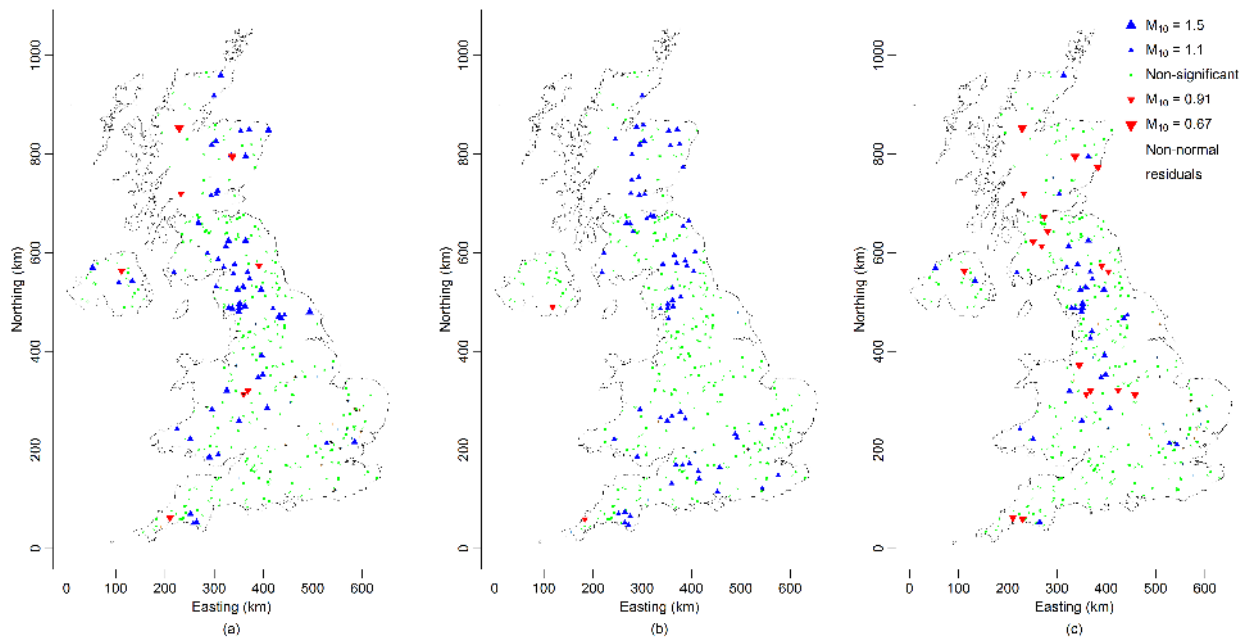 M10 = 1.5
M10 = 1.1
Non-significant
M10 = 0.91
M10 = 0.67
Non-normal
residuals
Northing (km)
0 200 400 600 800 1000
0 100 200 300 400 500 600
Easting (km)
(a)
Northing (km)
0 200 400 600 800 1000
0 100 200 300 400 500 600
Easting (km)
(b)
Northing (km)
0 200 400 600 800 1000
0 100 200 300 400 500 600
Easting (km)
(c)